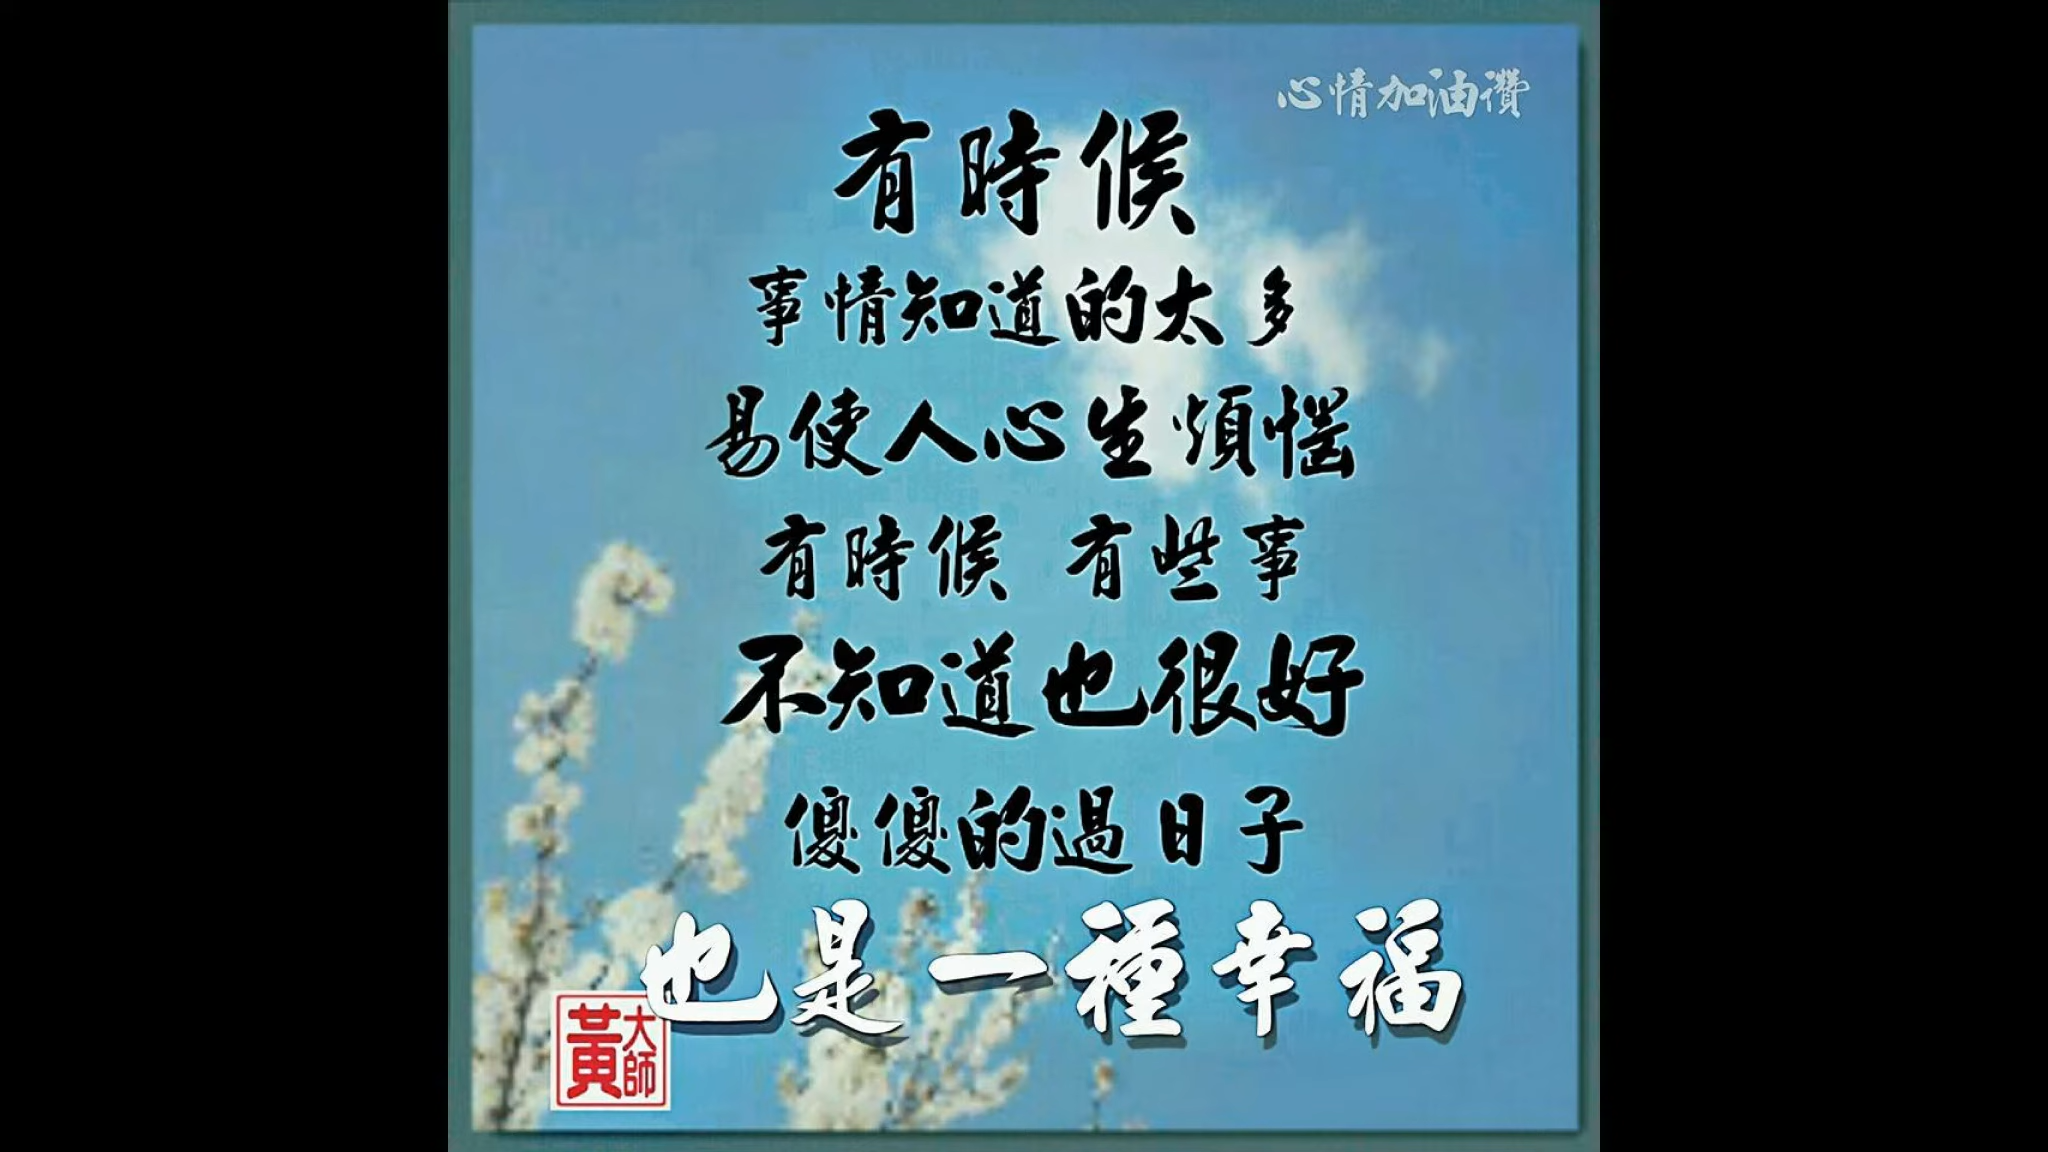 心情加油讚
有時候
事情知道的太多
易使人心生煩惱
有時候 有些事
不知道也很好
傻傻的過日子
也是一種幸福
黃大師